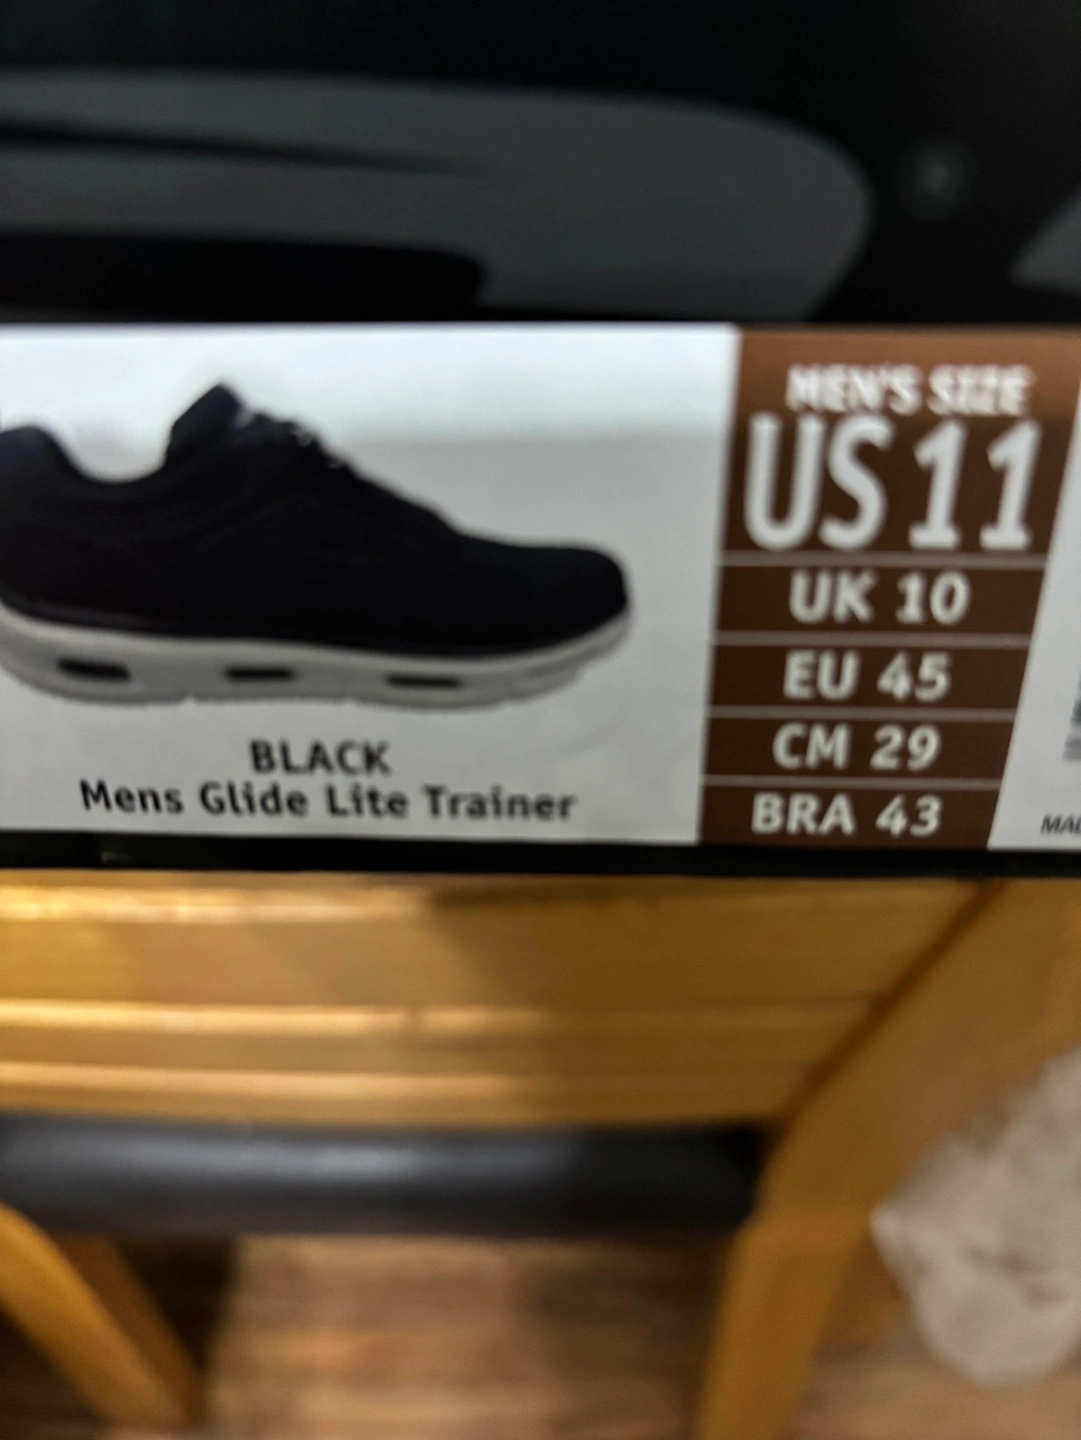 MEN'S SIZE
US 11
UK 10
EU 45
CM 29
BRA 43
BLACK
Mens Glide Lite Trainer